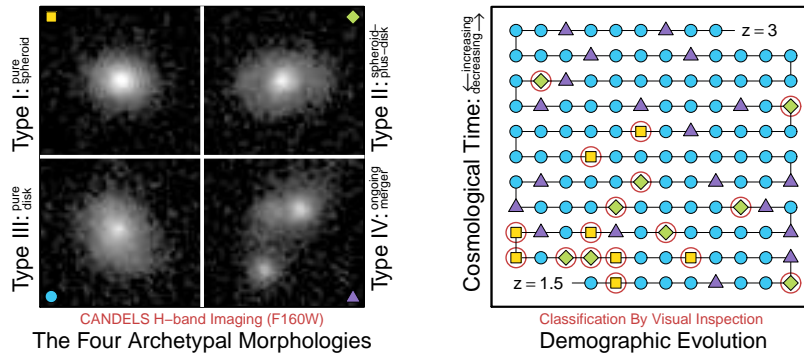 Type I: pure spheroid
Type II: spheroid− plus−disk
Type III: pure disk
Type IV: ongoing merger
CANDELS H−band Imaging (F160W)
The Four Archetypal Morphologies
Cosmological Time: increasing decreasing
z = 3
z = 1.5
Classification By Visual Inspection
Demographic Evolution